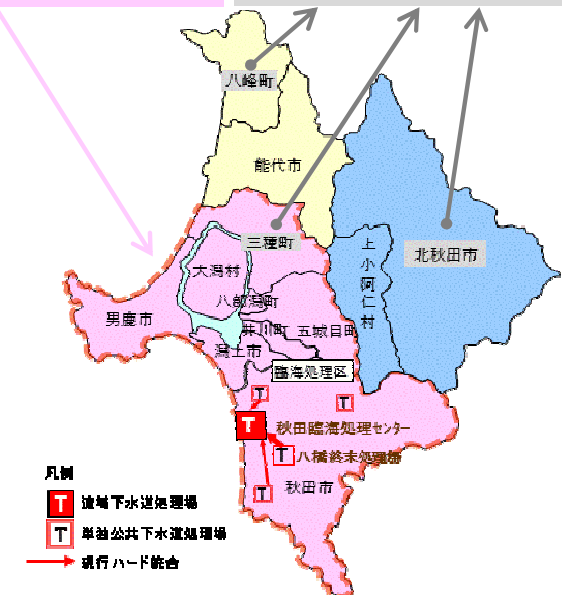 八峰町
能代市
三種町
大潟村
上小阿仁村
北秋田市
八郎潟町
男鹿市
井川町
五城目町
潟上市
臨海処理区
T
T
T
秋田臨海処理センター
T
八橋終末処理場
T
秋田市
凡例
T
流域下水道処理場
T
単独公共下水道処理場
現行ハード統合